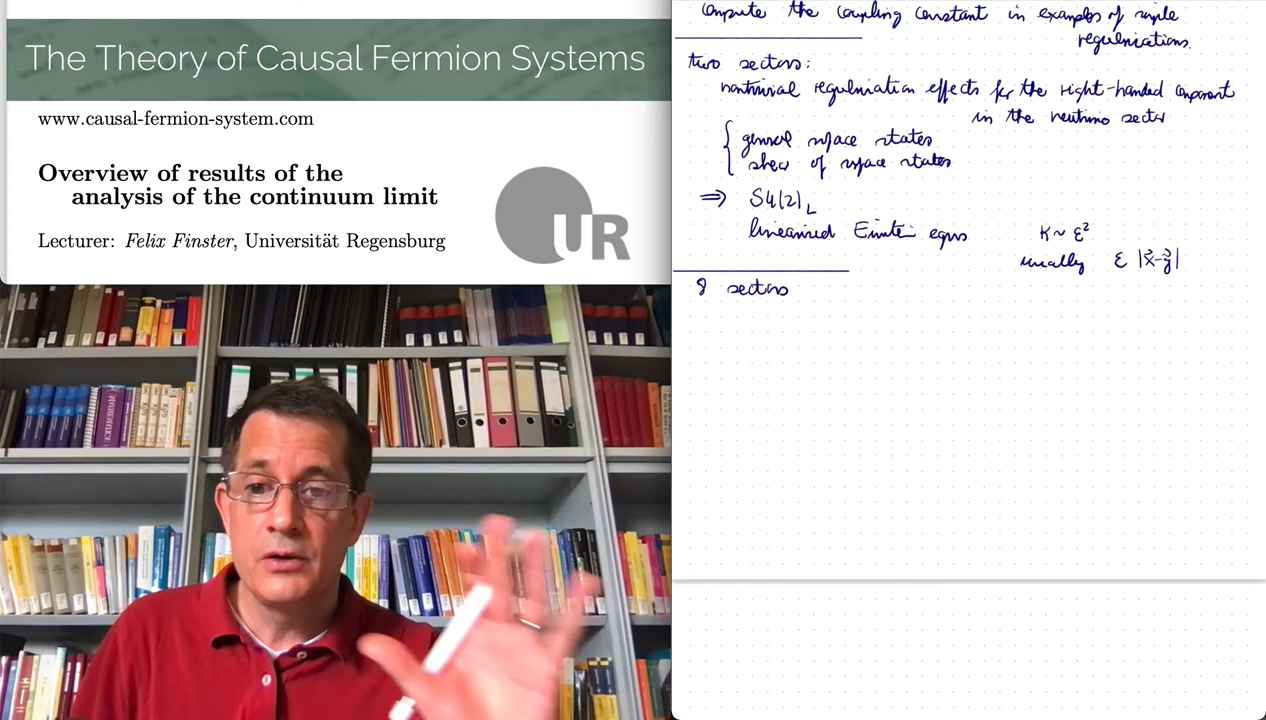 The Theory of Causal Fermion Systems
www.causal-fermion-system.com
Overview of results of the
analysis of the continuum limit
Lecturer: Felix Finster, Universität Regensburg
UR
compute the coupling constant in examples of simple
regularizations.
two sectors:
nontrivial regularization effects for the right-handed component
in the neutrino sector
{ general surface states
shear of surface states
⇒ SU(2)_L
linearized Einstein eqns κ ~ ε²
usually ε |x⃗-y⃗|
8 sectors